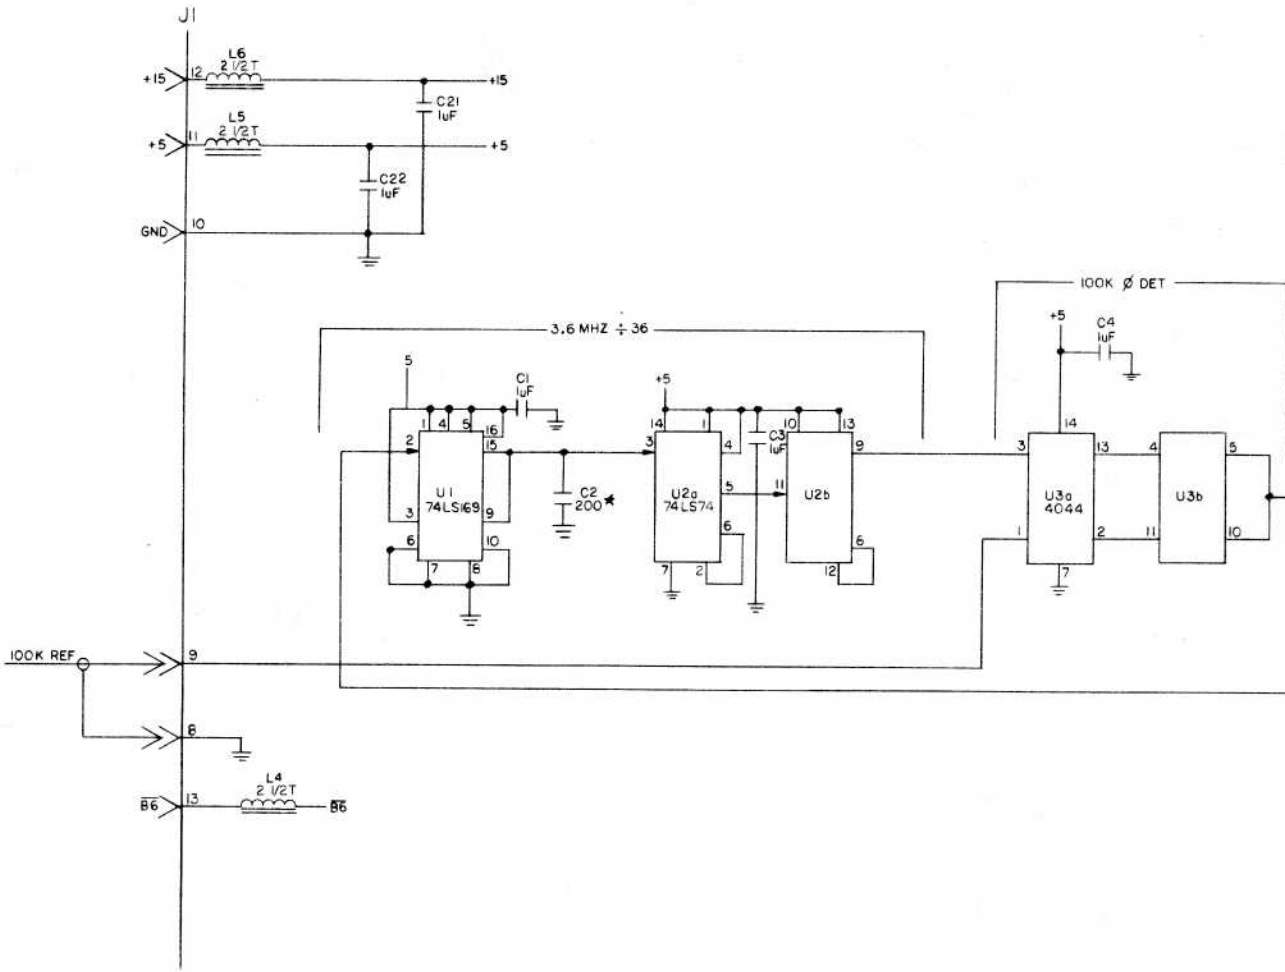 J1
L6
2 1/2T
+15
12
+15
C21
1uF
L5
2 1/2T
+5
11
+5
C22
1uF
GND
10
100K Ø DET
3.6 MHZ ÷ 36
+5
C4
1uF
5
C1
1uF
+5
1
4
5
16
2
15
U1
74LS169
3
9
6
10
7
8
C2
200★
14
1
3
4
U2a
74LS74
5
6
7
2
C3
1uF
10
13
9
11
U2b
6
12
14
3
13
U3a
4044
1
2
7
4
5
U3b
11
10
100K REF
9
8
L4
2 1/2T
B̅6̅
13
B̅6̅